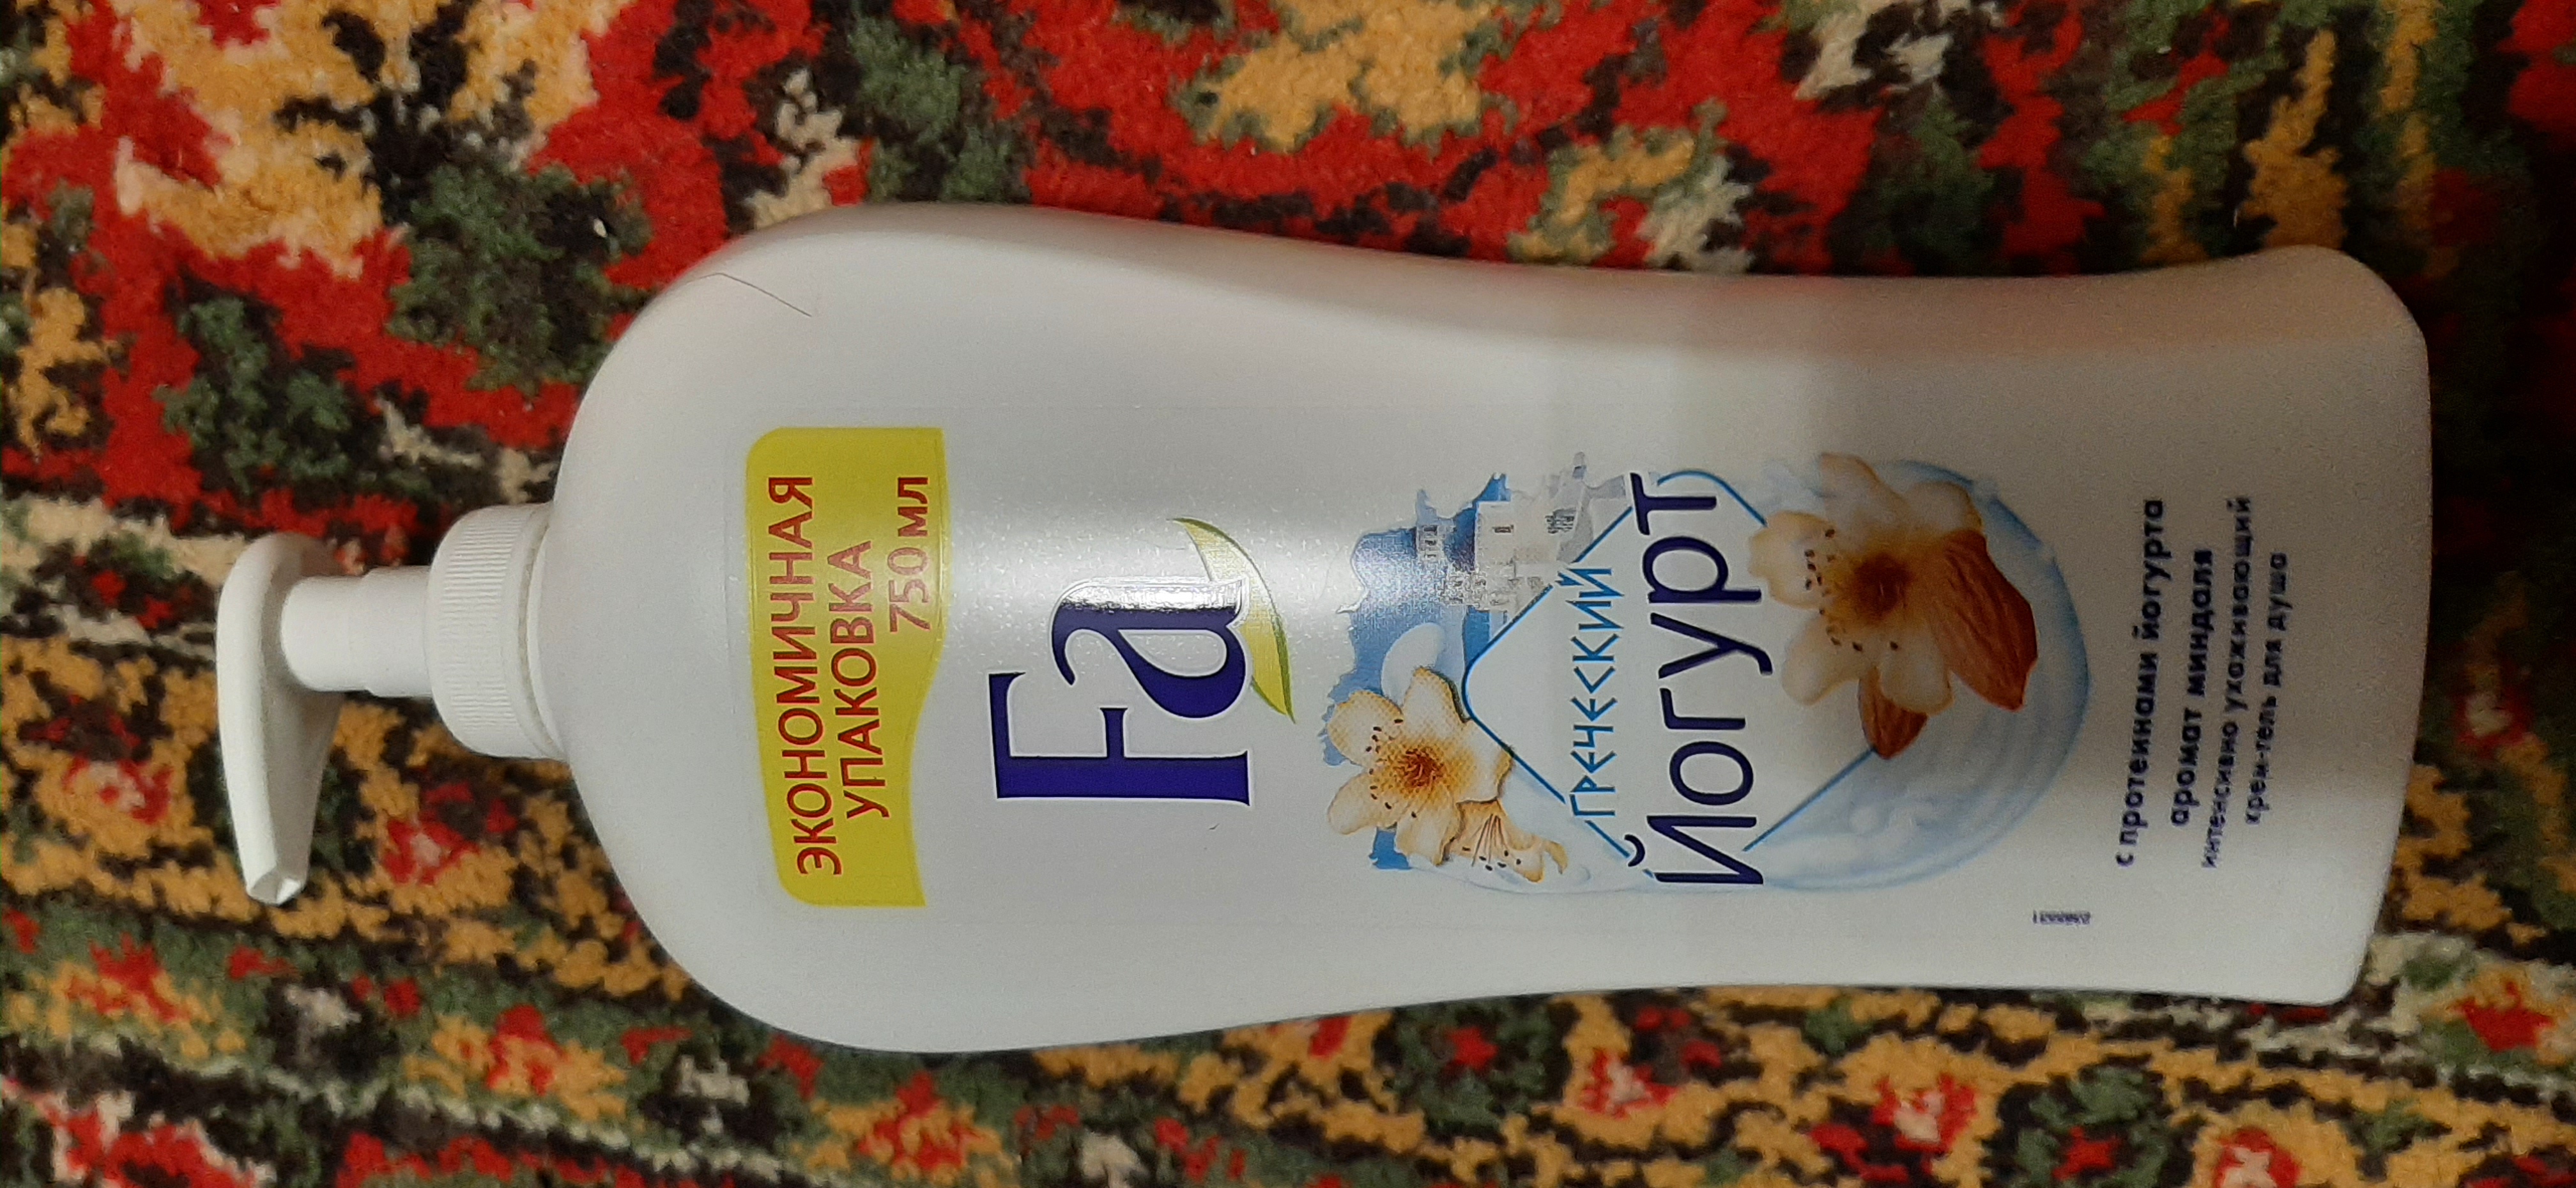 ЭКОНОМИЧНАЯ
УПАКОВКА
750 мл
Fa
ГРЕЧЕСКИЙ
Йогурт
с протеинами йогурта
аромат миндаля
интенсивно ухаживающий
крем-гель для душа